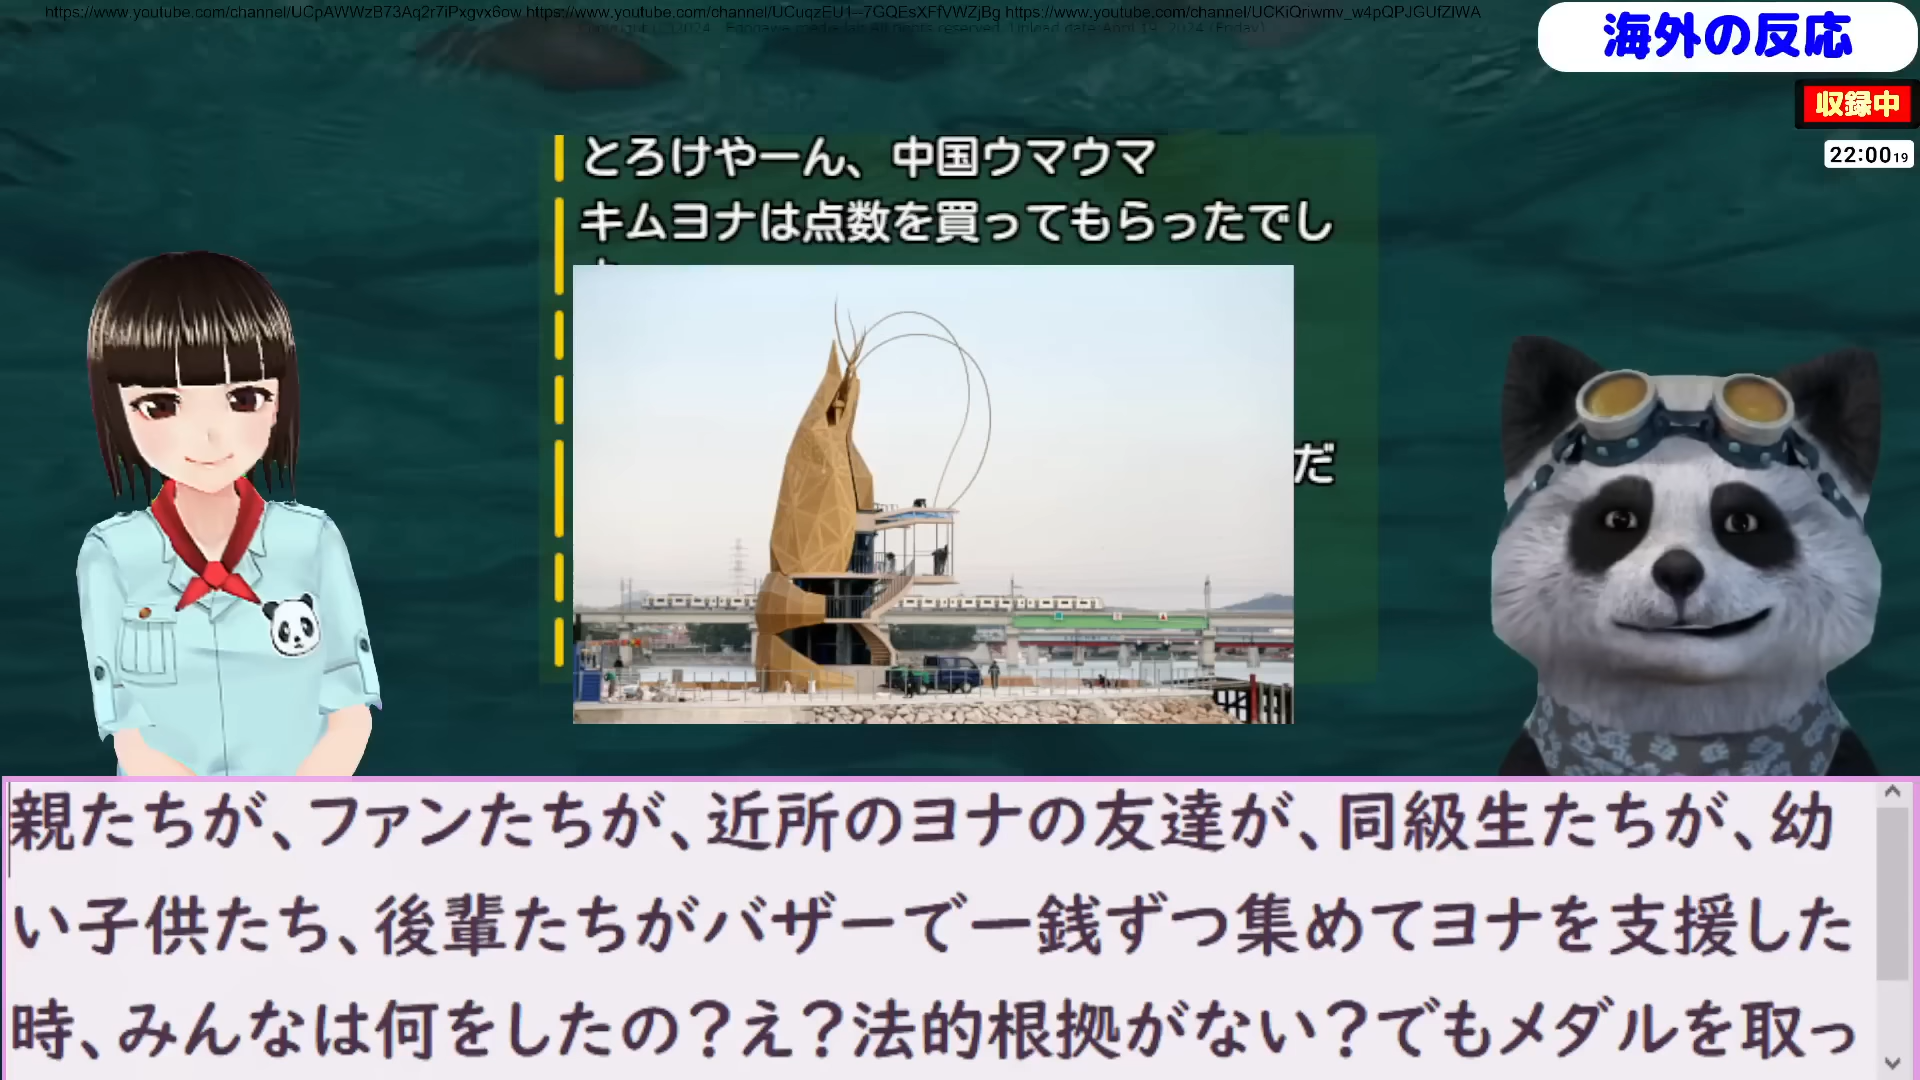 https://www.youtube.com/channel/UCpAWWzB73Aq2r7iPxgvx6ow https://www.youtube.com/channel/UCuqzEU1--7GQEsXFfVWZjBg https://www.youtube.com/channel/UCKiQriwmv_w4pQPJGUfZIWA
海外の反応
収録中
22:00 19
とろけやーん、中国ウマウマ
キムヨナは点数を買ってもらったでし
だ
親たちが、ファンたちが、近所のヨナの友達が、同級生たちが、幼
い子供たち、後輩たちがバザーで一銭ずつ集めてヨナを支援した
時、みんなは何をしたの？え？法的根拠がない？でもメダルを取っ